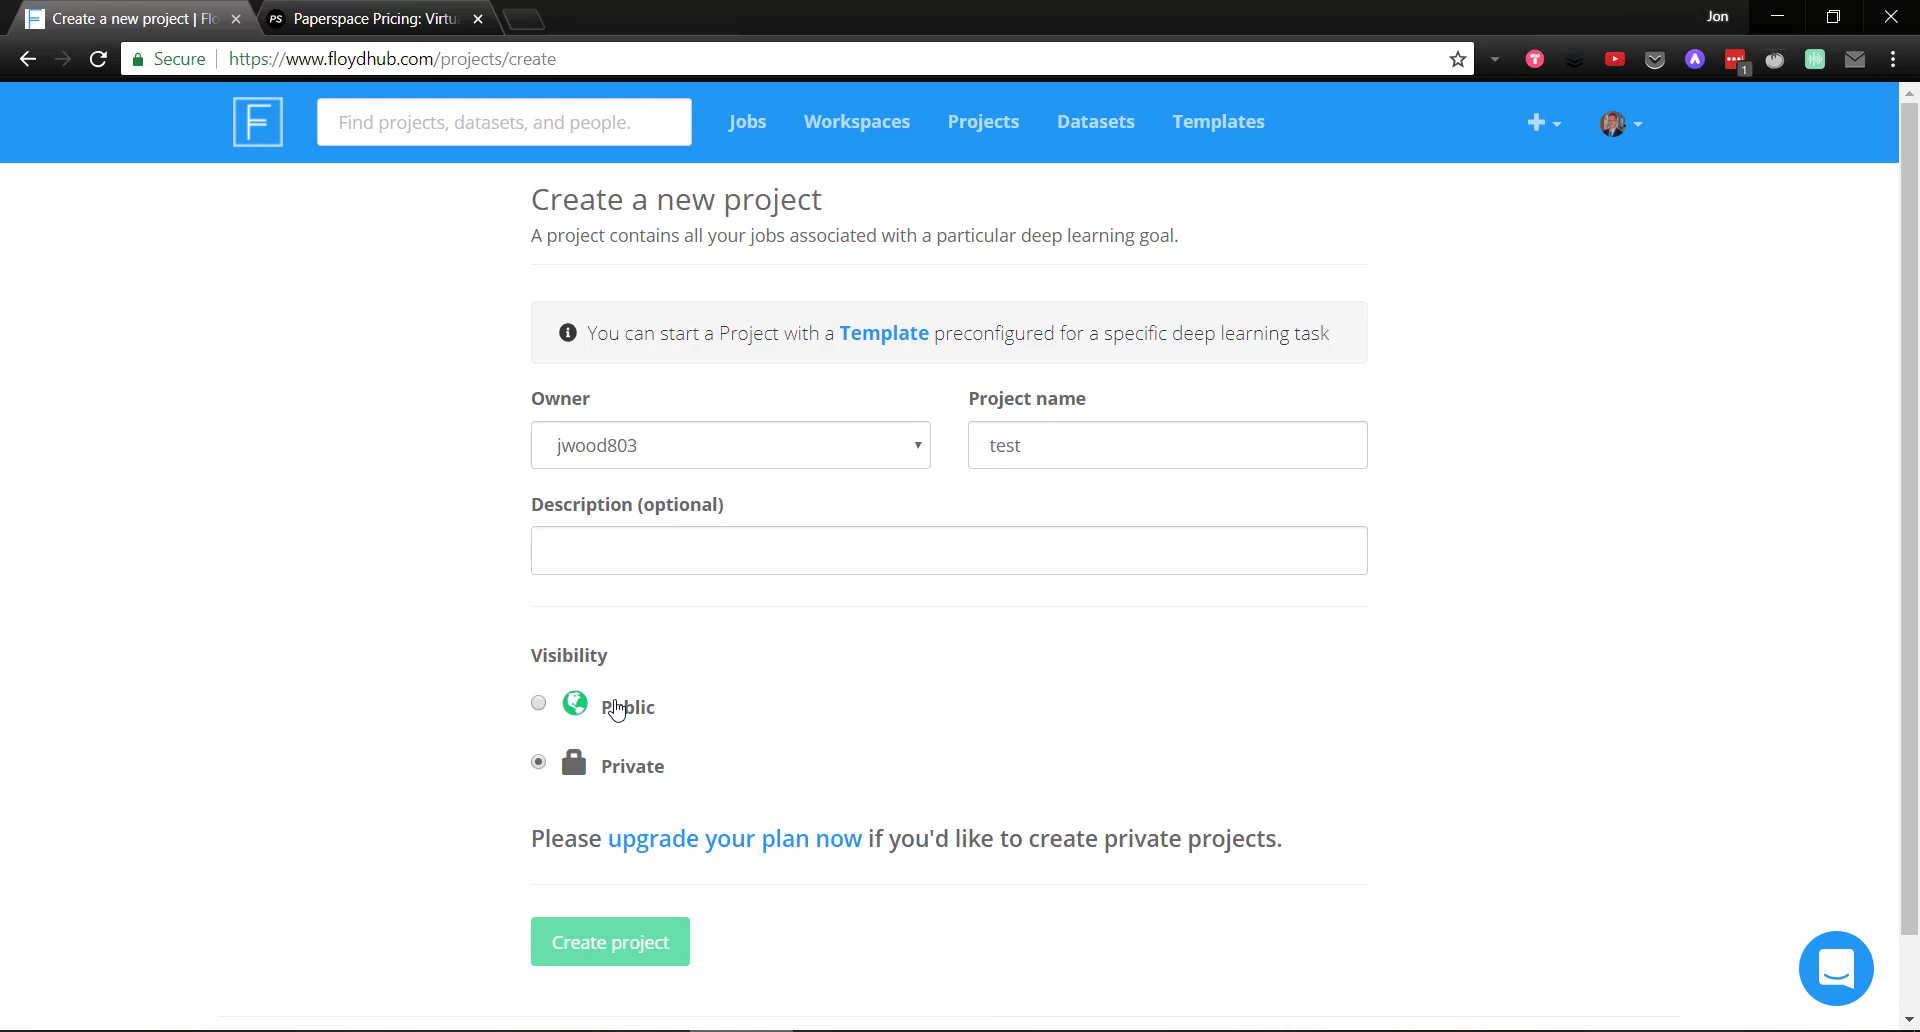 Create a new project | Flo
Paperspace Pricing: Virtu
Jon
Secure
https://www.floydhub.com/projects/create
1
F
Find projects, datasets, and people.
Jobs
Workspaces
Projects
Datasets
Templates
Create a new project
A project contains all your jobs associated with a particular deep learning goal.
You can start a Project with a Template preconfigured for a specific deep learning task
Owner
Project name
jwood803
test
Description (optional)
Visibility
Public
Private
Please upgrade your plan now if you'd like to create private projects.
Create project